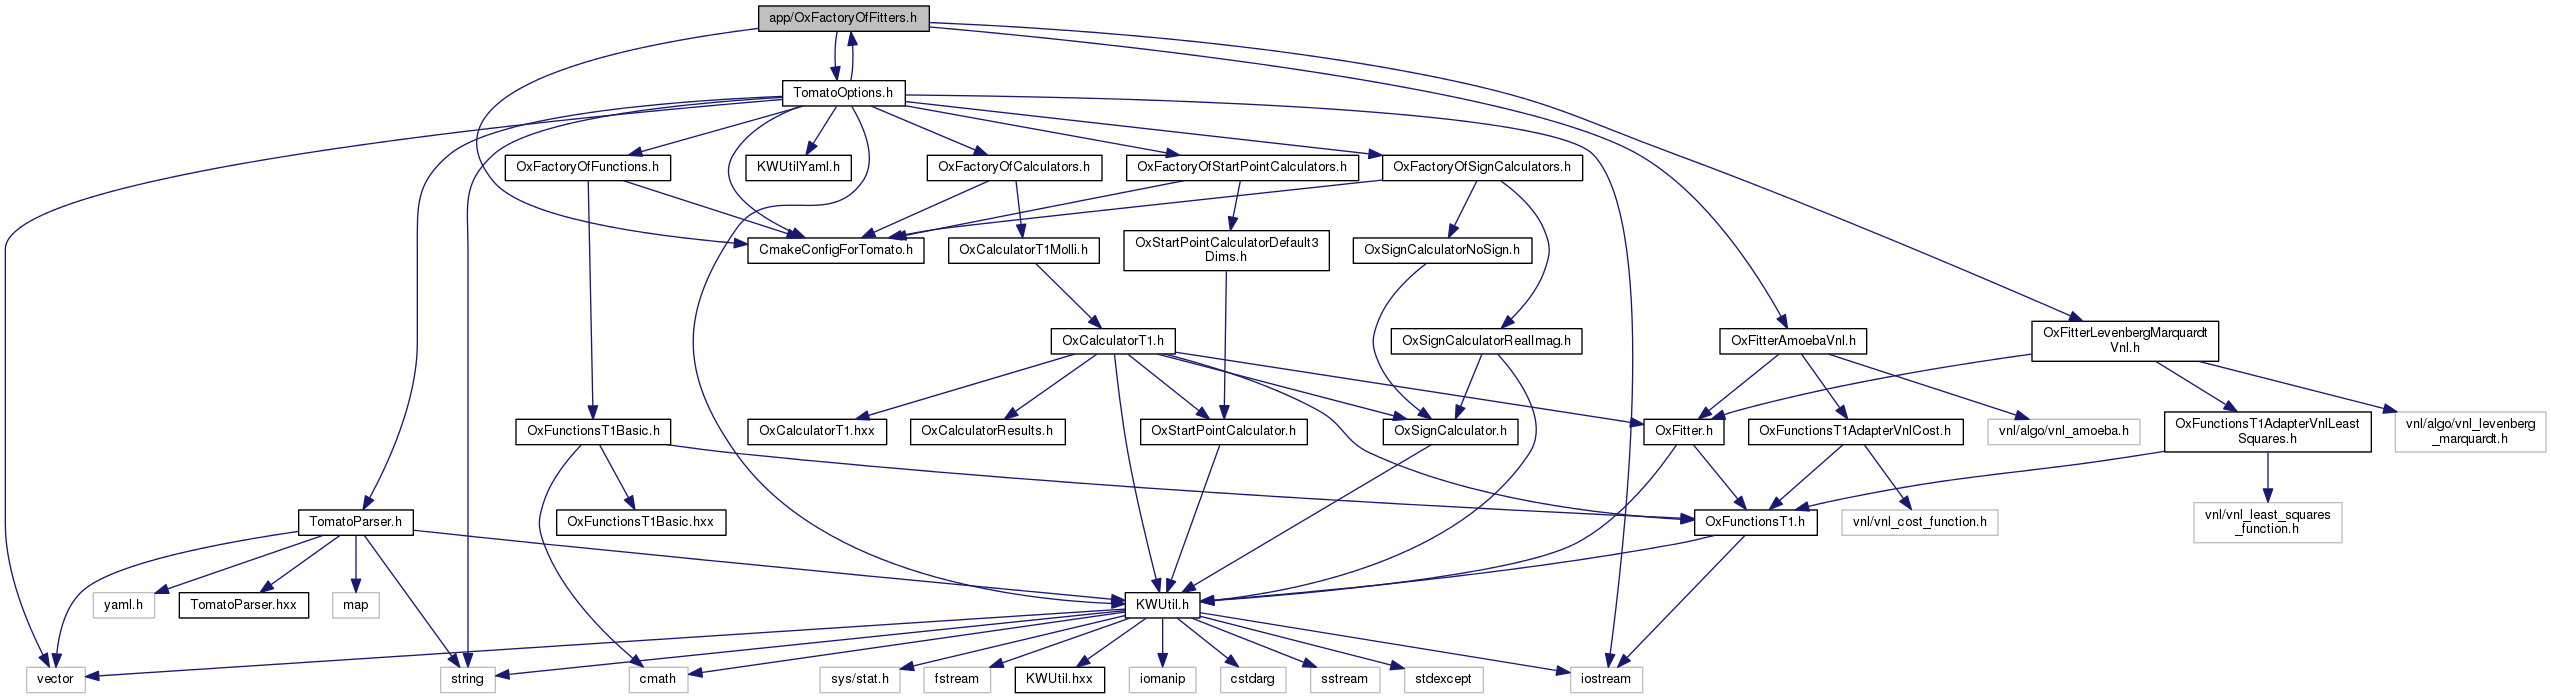 app/OxFactoryOfFitters.h
TomatoOptions.h
OxFactoryOfFunctions.h
KWUtilYaml.h
OxFactoryOfCalculators.h
OxFactoryOfStartPointCalculators.h
OxFactoryOfSignCalculators.h
CmakeConfigForTomato.h
OxCalculatorT1Molli.h
OxStartPointCalculatorDefault3
Dims.h
OxSignCalculatorNoSign.h
OxCalculatorT1.h
OxSignCalculatorRealImag.h
OxFitterAmoebaVnl.h
OxFitterLevenbergMarquardt
Vnl.h
OxFunctionsT1Basic.h
OxCalculatorT1.hxx
OxCalculatorResults.h
OxStartPointCalculator.h
OxSignCalculator.h
OxFitter.h
OxFunctionsT1AdapterVnlCost.h
vnl/algo/vnl_amoeba.h
OxFunctionsT1AdapterVnlLeast
Squares.h
vnl/algo/vnl_levenberg
_marquardt.h
TomatoParser.h
OxFunctionsT1Basic.hxx
OxFunctionsT1.h
vnl/vnl_cost_function.h
vnl/vnl_least_squares
_function.h
yaml.h
TomatoParser.hxx
map
KWUtil.h
vector
string
cmath
sys/stat.h
fstream
KWUtil.hxx
iomanip
cstdarg
sstream
stdexcept
iostream